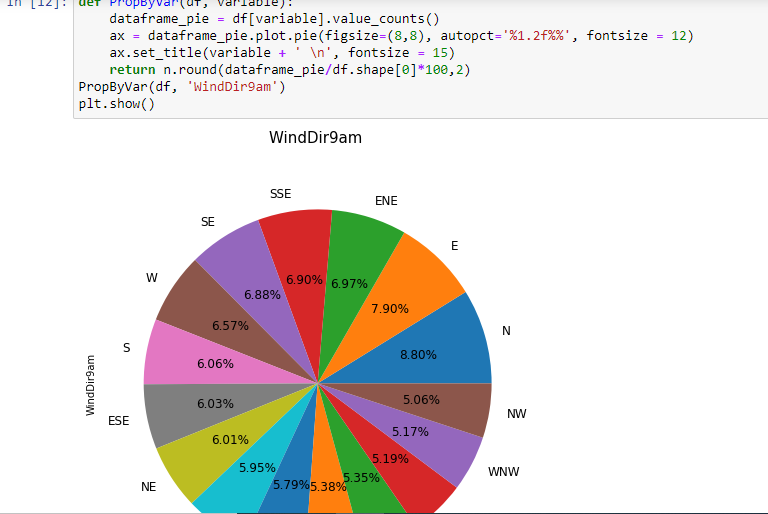 In [12]: def PropByVar(df, variable):
dataframe_pie = df[variable].value_counts()
ax = dataframe_pie.plot.pie(figsize=(8,8), autopct='%1.2f%%', fontsize = 12)
ax.set_title(variable + ' \n', fontsize = 15)
return n.round(dataframe_pie/df.shape[0]*100,2)
PropByVar(df, 'WindDir9am')
plt.show()
WindDir9am
SSE
ENE
SE
E
W
6.90%
6.97%
6.88%
7.90%
6.57%
N
S
8.80%
6.06%
WindDir9am
6.03%
5.06%
NW
ESE
5.17%
6.01%
5.19%
5.95%
WNW
5.35%
NE
5.79%
5.38%